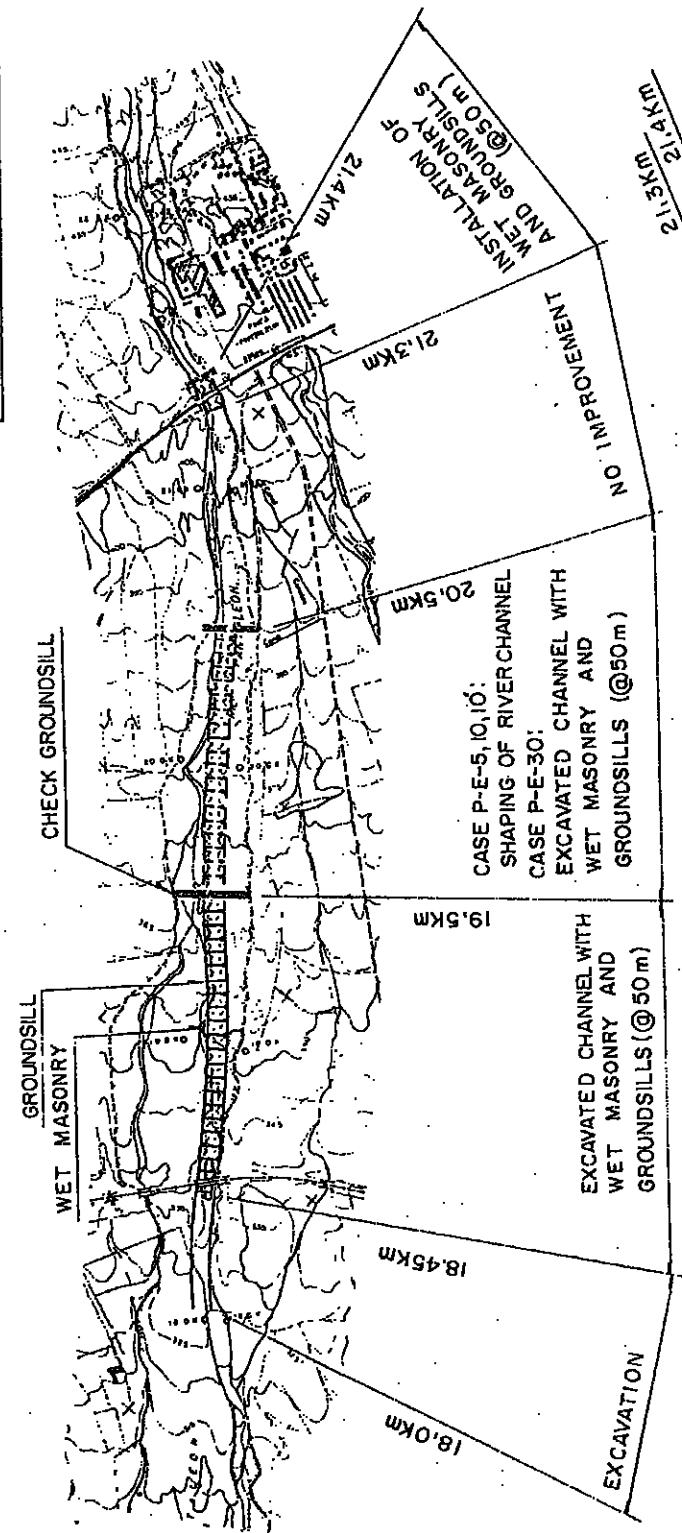 CHECK GROUNDSILL
GROUNDSILL
WET MASONRY
18.0km
18.45km
19.5km
20.5km
21.3km
21.4km
EXCAVATION
EXCAVATED CHANNEL WITH
WET MASONRY AND
GROUNDSILLS (@50m)
CASE P-E-5,10,10':
SHAPING OF RIVER CHANNEL
CASE P-E-30:
EXCAVATED CHANNEL WITH
WET MASONRY AND
GROUNDSILLS (@50m)
NO IMPROVEMENT
INSTALLATION OF
WET MASONRY
AND GROUNDSILLS
(@50m)
21.3km
21.4km